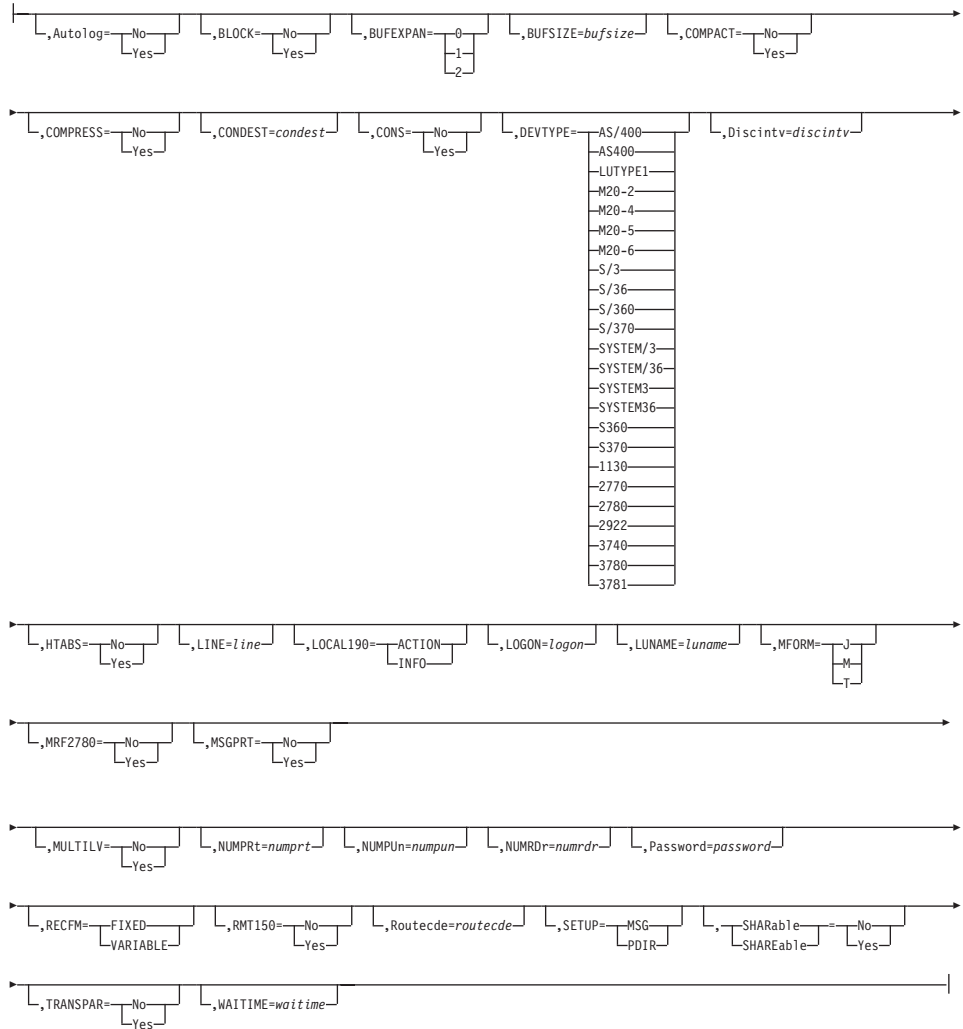 ,Autolog= No ,BLOCK= No ,BUFEXPAN= 0 ,BUFSIZE=bufsize ,COMPACT= No
Yes Yes 1 Yes
2
,COMPRESS= No ,CONDEST=condest ,CONS= No ,DEVTYPE= AS/400 ,Discintv=discintv
Yes Yes AS400
LUTYPE1
M20-2
M20-4
M20-5
M20-6
S/3
S/36
S/360
S/370
SYSTEM/3
SYSTEM/36
SYSTEM3
SYSTEM36
S360
S370
1130
2770
2780
2922
3740
3780
3781
,HTABS= No ,LINE=line ,LOCAL190= ACTION ,LOGON=logon ,LUNAME=luname ,MFORM= J
Yes INFO M
T
,MRF2780= No ,MSGPRT= No
Yes Yes
,MULTILV= No ,NUMPRt=numprt ,NUMPUn=numpun ,NUMRDr=numrdr ,Password=password
Yes
,RECFM= FIXED ,RMT150= No ,Routecde=routecde ,SETUP= MSG , SHARable = No
VARIABLE Yes PDIR SHAREable Yes
,TRANSPAR= No ,WAITIME=waitime
Yes